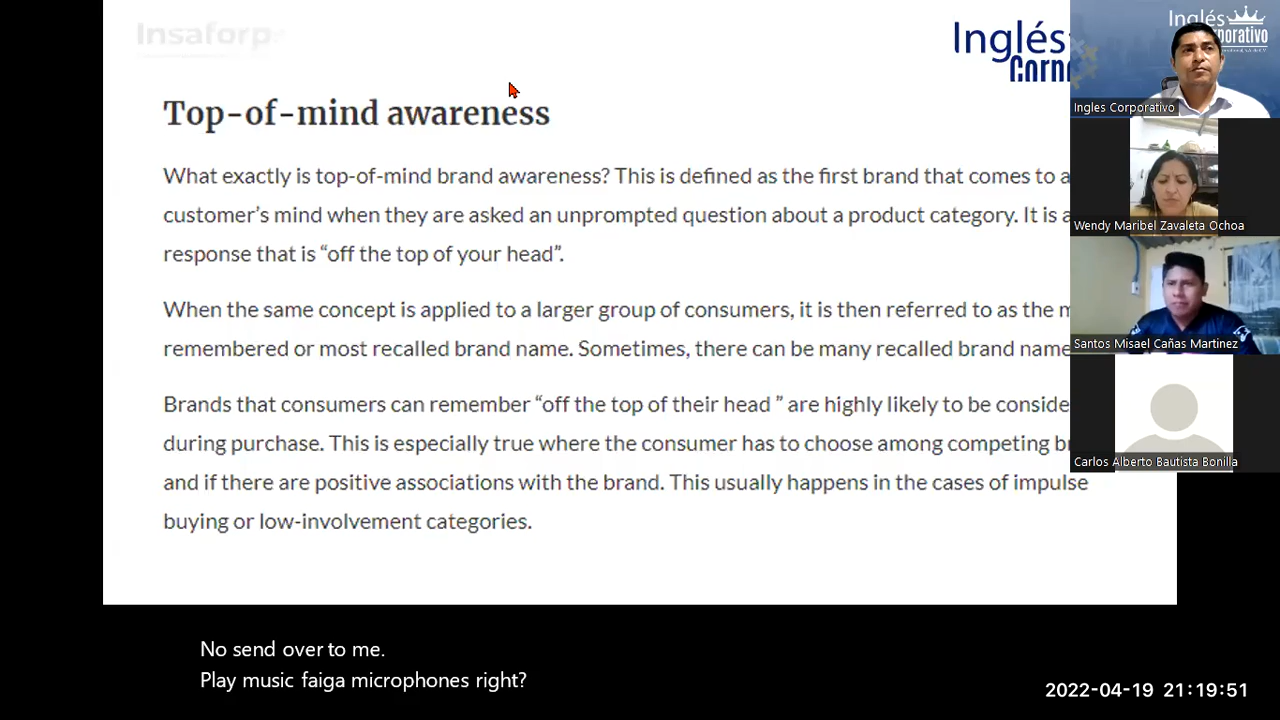 Insaforp
Inglés
Corpo
Top-of-mind awareness
What exactly is top-of-mind brand awareness? This is defined as the first brand that comes to a
customer’s mind when they are asked an unprompted question about a product category. It is a
response that is “off the top of your head”.
When the same concept is applied to a larger group of consumers, it is then referred to as the m
remembered or most recalled brand name. Sometimes, there can be many recalled brand name
Brands that consumers can remember “off the top of their head ” are highly likely to be conside
during purchase. This is especially true where the consumer has to choose among competing br
and if there are positive associations with the brand. This usually happens in the cases of impulse
buying or low-involvement categories.
Inglés
orporativo
Ingles Corporativo
Wendy Maribel Zavaleta Ochoa
Santos Misael Cañas Martinez
Carlos Alberto Bautista Bonilla
No send over to me.
Play music faiga microphones right?
2022-04-19 21:19:51